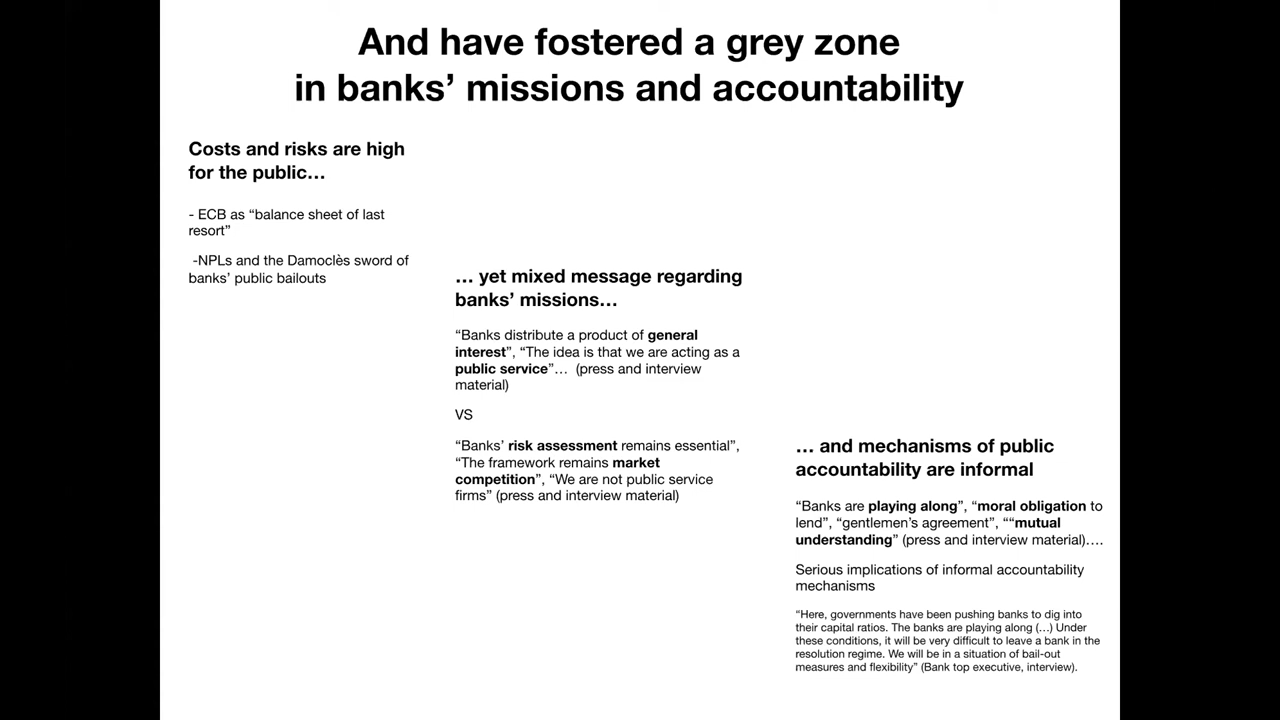 And have fostered a grey zone
in banks’ missions and accountability
Costs and risks are high
for the public…
- ECB as “balance sheet of last
resort”
-NPLs and the Damoclès sword of
banks’ public bailouts
… yet mixed message regarding
banks’ missions…
“Banks distribute a product of general
interest”, “The idea is that we are acting as a
public service”… (press and interview
material)
VS
“Banks’ risk assessment remains essential”,
“The framework remains market
competition”, “We are not public service
firms” (press and interview material)
… and mechanisms of public
accountability are informal
“Banks are playing along”, “moral obligation to
lend”, “gentlemen’s agreement”, ““mutual
understanding” (press and interview material)….
Serious implications of informal accountability
mechanisms
“Here, governments have been pushing banks to dig into
their capital ratios. The banks are playing along (…) Under
these conditions, it will be very difficult to leave a bank in the
resolution regime. We will be in a situation of bail-out
measures and flexibility” (Bank top executive, interview).